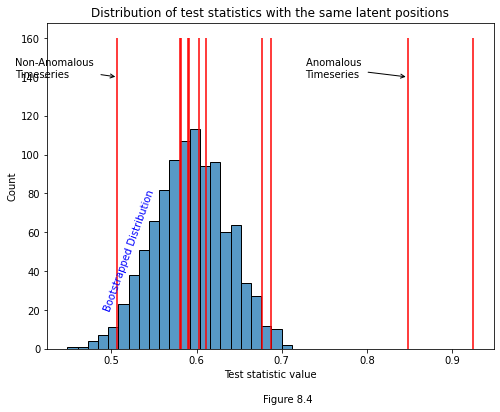 Distribution of test statistics with the same latent positions
160
140
120
100
80
60
40
20
0
Count
Non-Anomalous
Timeseries
Anomalous
Timeseries
Bootstrapped Distribution
0.5
0.6
0.7
0.8
0.9
Test statistic value
Figure 8.4